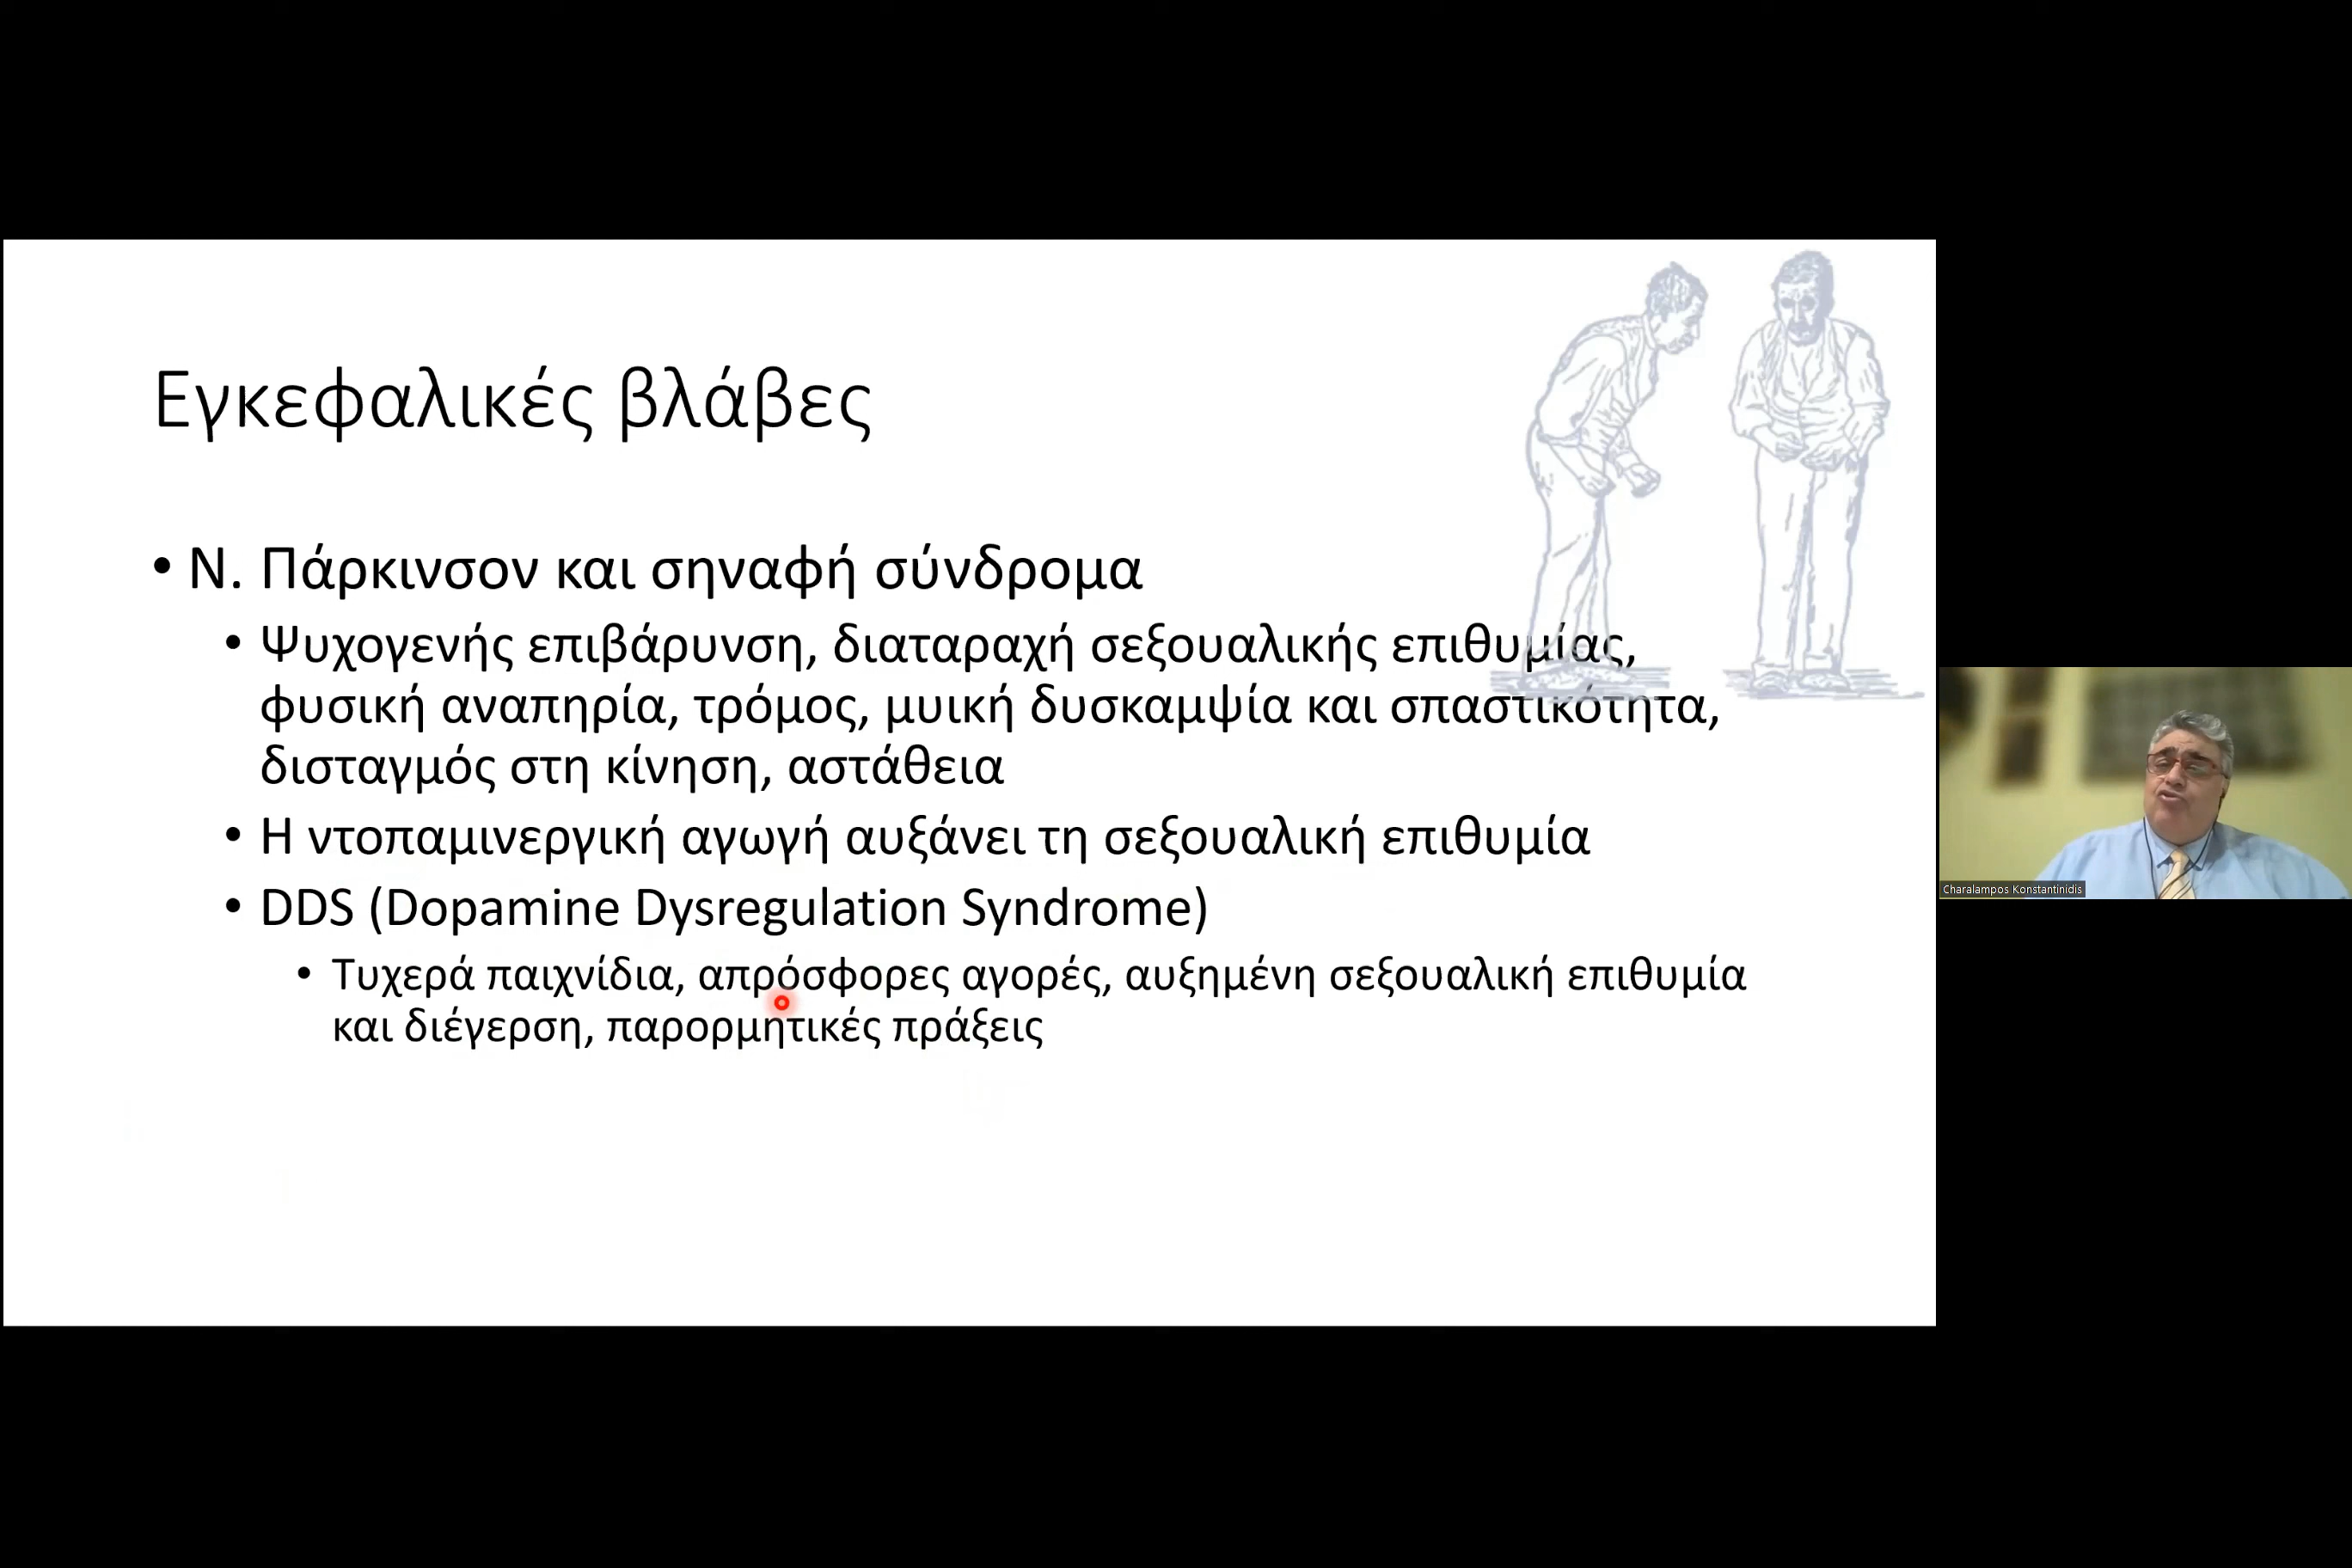 Εγκεφαλικές βλάβες
• Ν. Πάρκινσον και σηναφή σύνδρομα
• Ψυχογενής επιβάρυνση, διαταραχή σεξουαλικής επιθυμίας,
φυσική αναπηρία, τρόμος, μυική δυσκαμψία και σπαστικότητα,
δισταγμός στη κίνηση, αστάθεια
• Η ντοπαμινεργική αγωγή αυξάνει τη σεξουαλική επιθυμία
• DDS (Dopamine Dysregulation Syndrome)
• Τυχερά παιχνίδια, απρόσφορες αγορές, αυξημένη σεξουαλική επιθυμία
και διέγερση, παρορμητικές πράξεις
Charalampos Konstantinidis